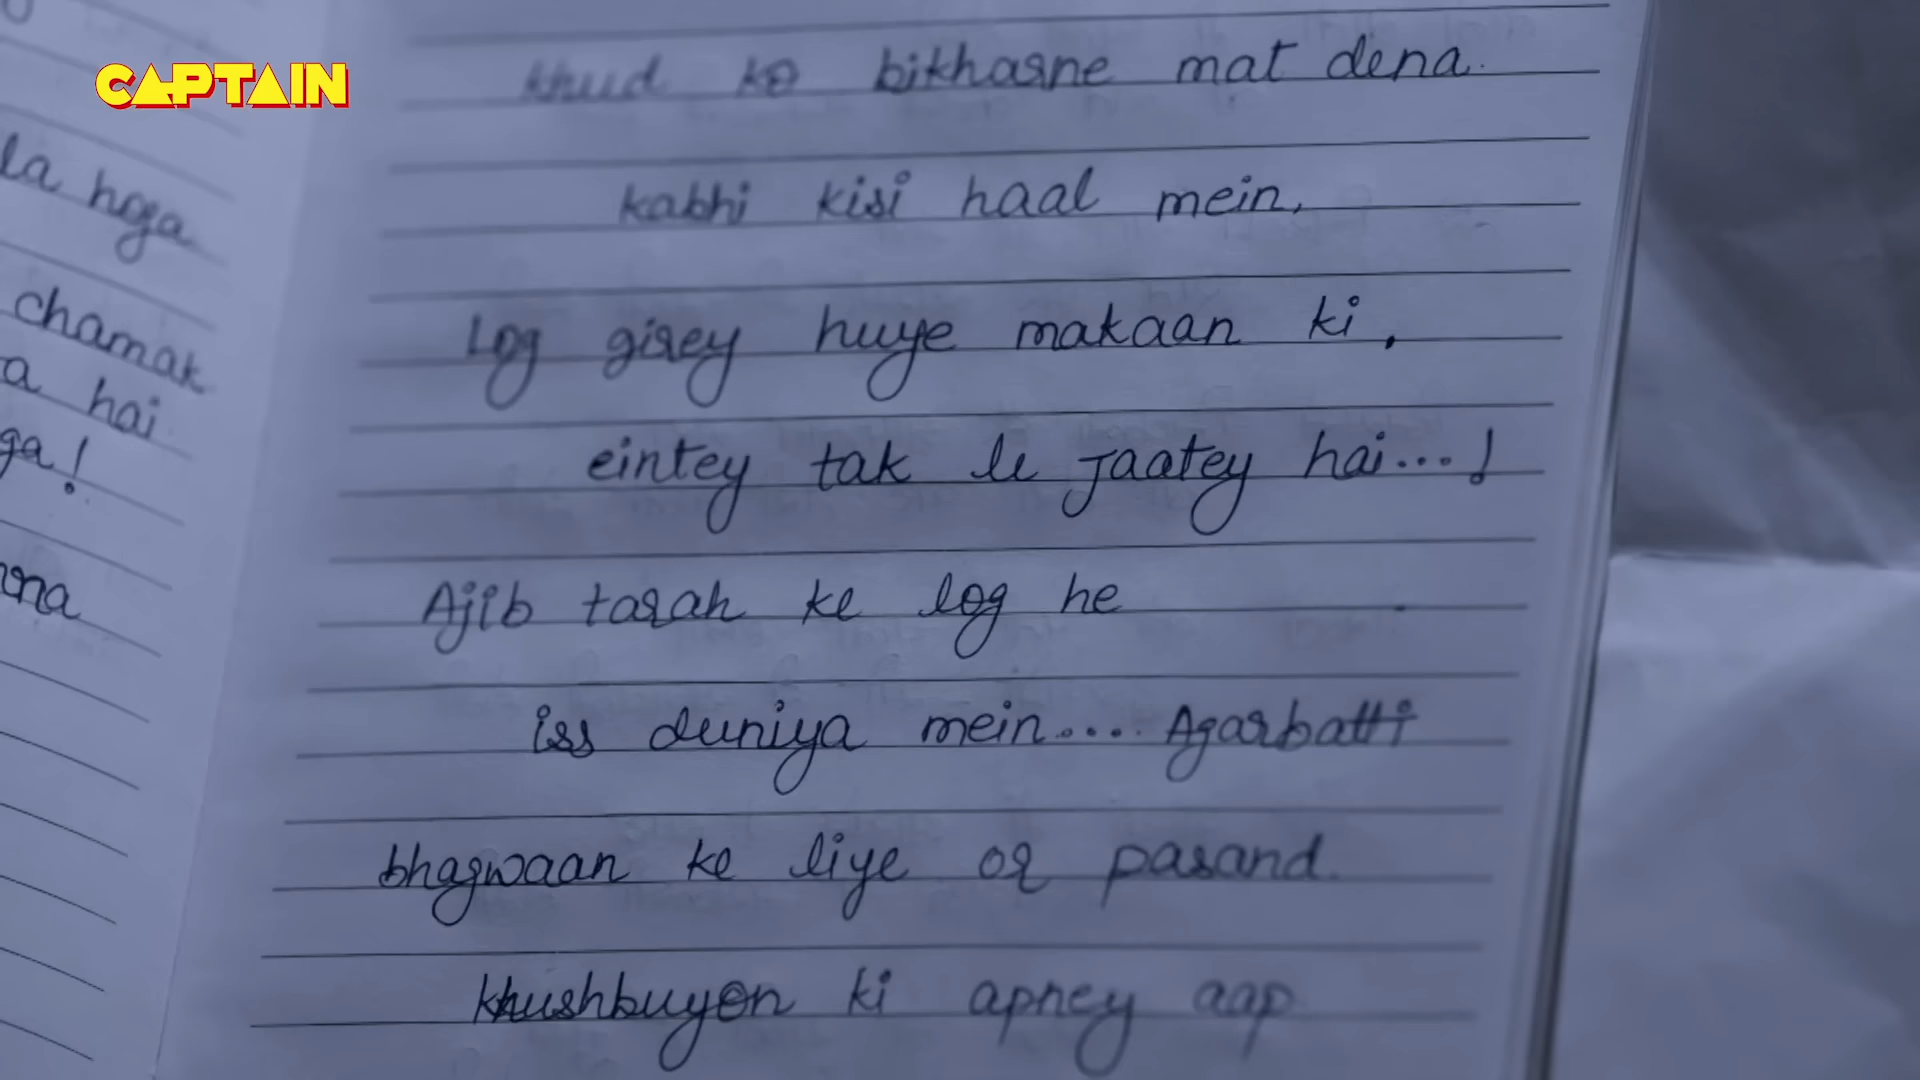 CAPTAIN
la hoga
chamak
a hai
ga!
khud ko bikharne mat dena.
kabhi kisi haal mein,
Log girey huye makaan ki,
eintey tak le jaatey hai...!
Ajib tarah ke log he
iss duniya mein.... Agarbatti
bhagwaan ke liye or pasand.
khushbuyon ki apney aap